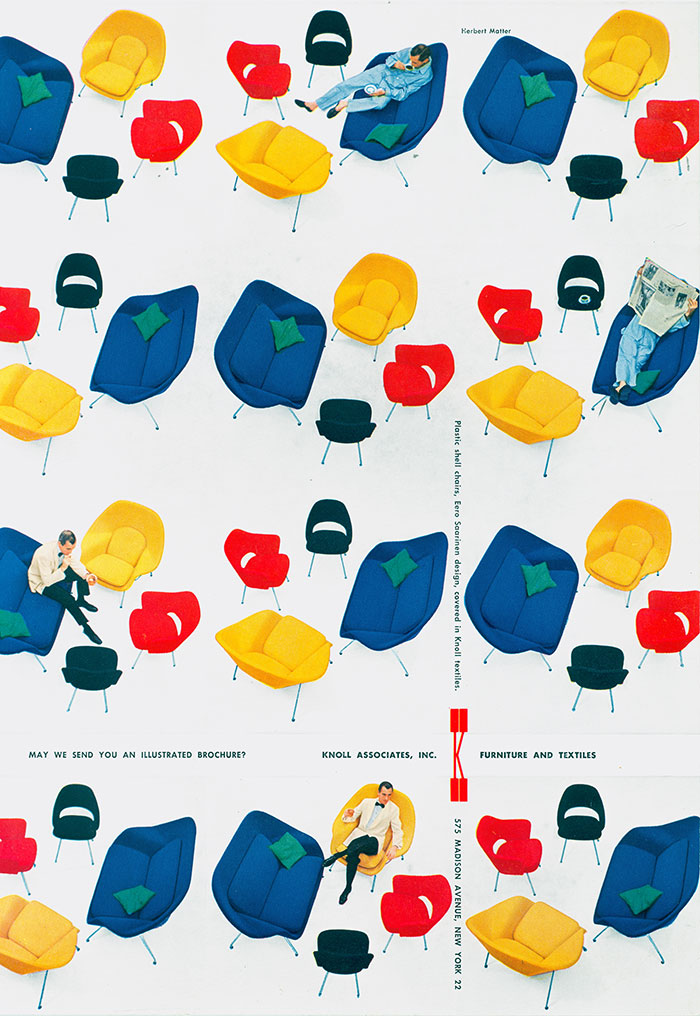 Herbert Matter
Plastic shell chairs, Eero Saarinen design, covered in Knoll textiles.
MAY WE SEND YOU AN ILLUSTRATED BROCHURE?
KNOLL ASSOCIATES, INC.
K
FURNITURE AND TEXTILES
575 MADISON AVENUE, NEW YORK 22